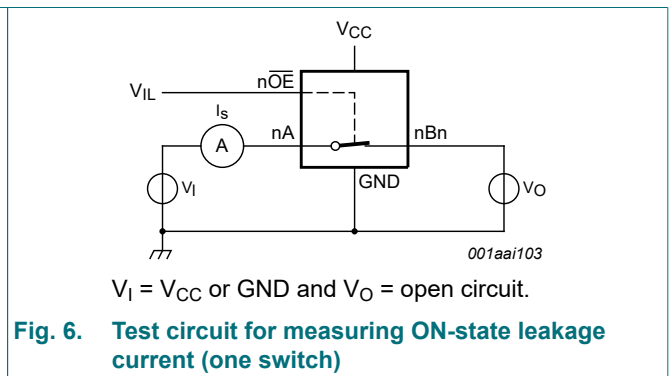 VCC
nOE
VIL
IS
A
nA
nBn
VI
GND
VO
001aai103
VI = VCC or GND and VO = open circuit.
Fig. 6. Test circuit for measuring ON-state leakage
current (one switch)